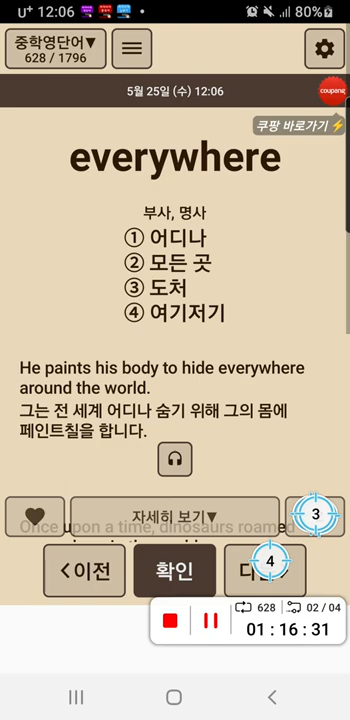 U+ 12:06 80%
중학영단어▼
628 / 1796
5월 25일 (수) 12:06
coupang
쿠팡 바로가기⚡
everywhere
부사, 명사
① 어디나
② 모든 곳
③ 도처
④ 여기저기
He paints his body to hide everywhere
around the world.
그는 전 세계 어디나 숨기 위해 그의 몸에
페인트칠을 합니다.
자세히 보기▼
3
Once upon a time, dinosaurs roamed
<이전
확인
4
628 02 / 04
01 : 16 : 31